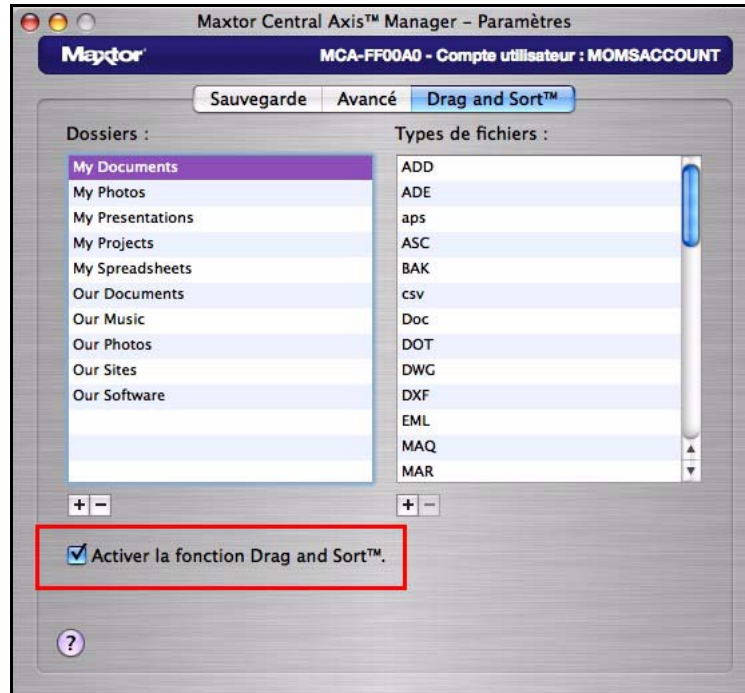 Maxtor Central Axis™ Manager – Paramètres
Maxtor MCA-FF00A0 - Compte utilisateur : MOMSACCOUNT
Sauvegarde Avancé Drag and Sort™
Dossiers :
My Documents
My Photos
My Presentations
My Projects
My Spreadsheets
Our Documents
Our Music
Our Photos
Our Sites
Our Software
Types de fichiers :
ADD
ADE
aps
ASC
BAK
csv
Doc
DOT
DWG
DXF
EML
MAQ
MAR
+ −
+ −
Activer la fonction Drag and Sort™.
?